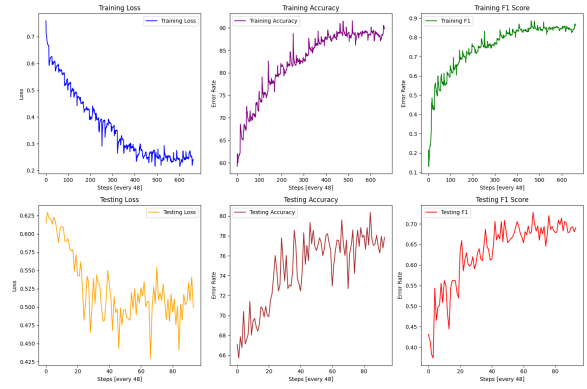 Training Loss
Training Loss
Loss
0.7
0.6
0.5
0.4
0.3
0.2
0 100 200 300 400 500 600
Steps [every 48]
Training Accuracy
Training Accuracy
Error Rate
90
85
80
75
70
65
60
0 100 200 300 400 500 600
Steps [every 48]
Training F1 Score
Training F1
Error Rate
0.9
0.8
0.7
0.6
0.5
0.4
0.3
0.2
0.1
0 100 200 300 400 500 600
Steps [every 48]
Testing Loss
Testing Loss
Loss
0.625
0.600
0.575
0.550
0.525
0.500
0.475
0.450
0.425
0 20 40 60 80
Steps [every 48]
Testing Accuracy
Testing Accuracy
Error Rate
80
78
76
74
72
70
68
66
0 20 40 60 80
Steps [every 48]
Testing F1 Score
Testing F1
Error Rate
0.70
0.65
0.60
0.55
0.50
0.45
0.40
0 20 40 60 80
Steps [every 48]